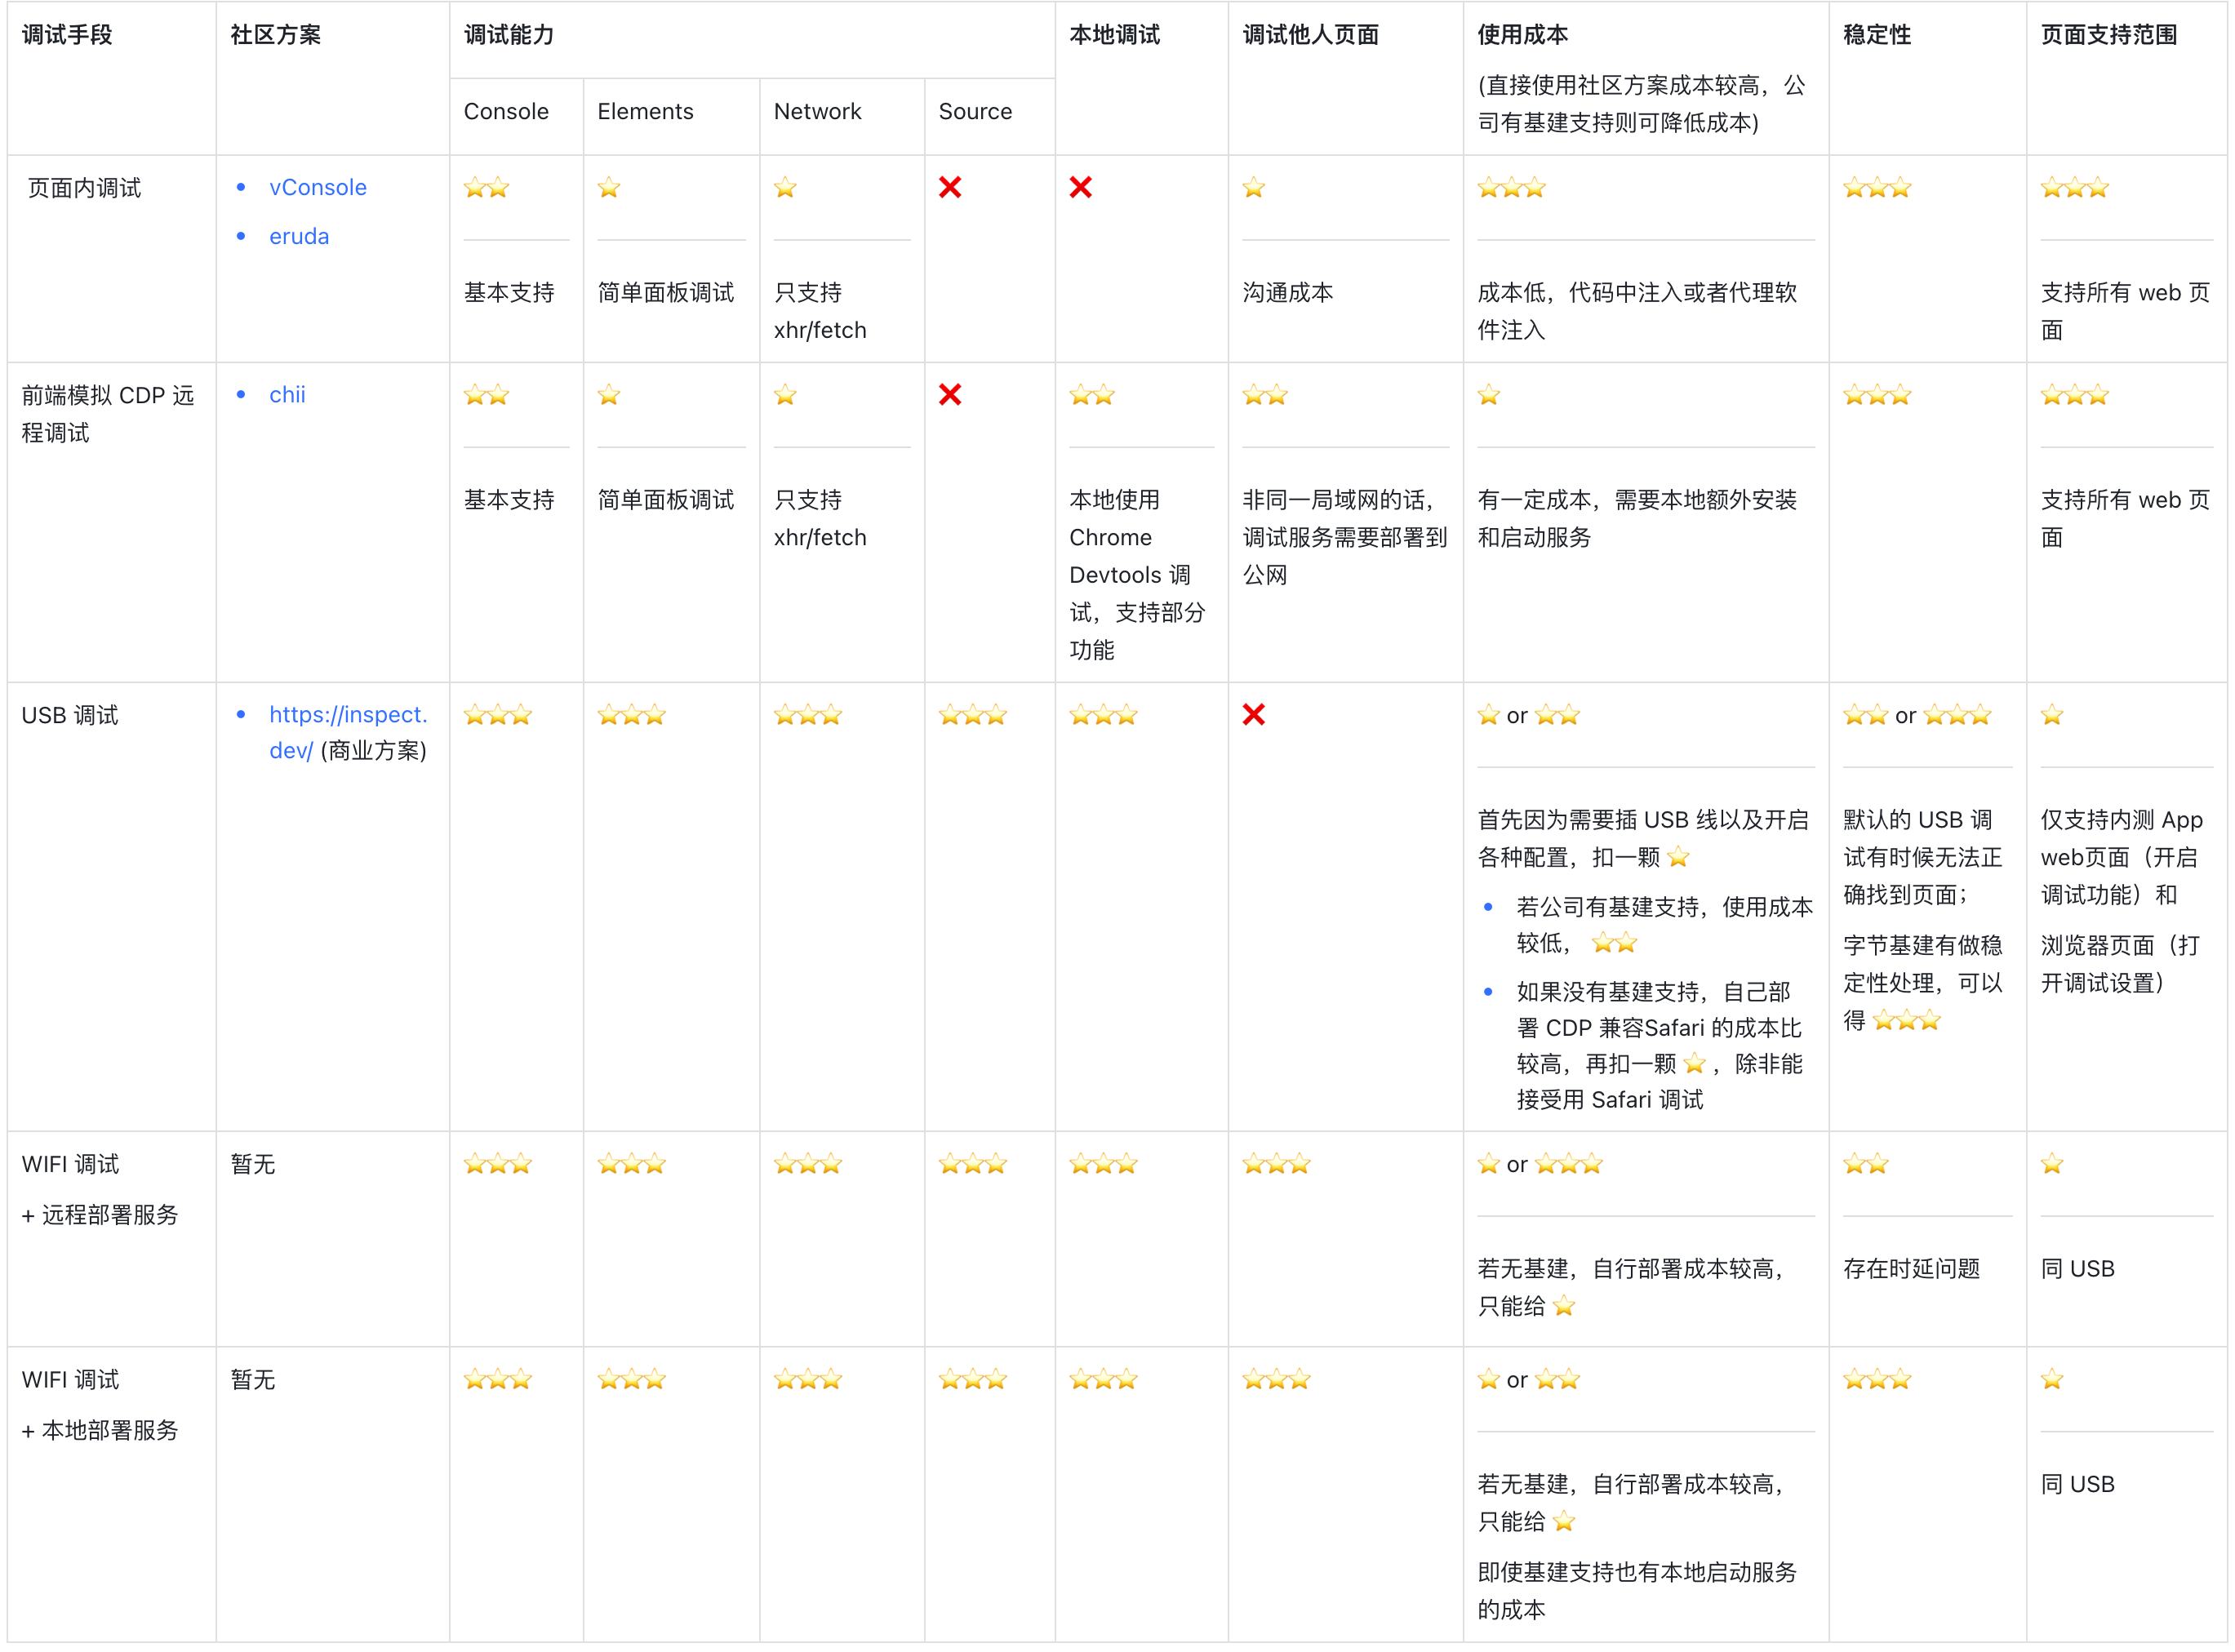 调试手段
社区方案
调试能力
本地调试
调试他人页面
使用成本
(直接使用社区方案成本较高，公
司有基建支持则可降低成本)
稳定性
页面支持范围
Console
Elements
Network
Source
页面内调试
• vConsole
• eruda
⭐⭐
基本支持
⭐
简单面板调试
⭐
只支持
xhr/fetch
❌
❌
⭐
沟通成本
⭐⭐⭐
成本低，代码中注入或者代理软
件注入
⭐⭐⭐
⭐⭐⭐
支持所有 web 页
面
前端模拟 CDP 远
程调试
• chii
⭐⭐
基本支持
⭐
简单面板调试
⭐
只支持
xhr/fetch
❌
⭐⭐
本地使用
Chrome
Devtools 调
试，支持部分
功能
⭐⭐
非同一局域网的话，
调试服务需要部署到
公网
⭐
有一定成本，需要本地额外安装
和启动服务
⭐⭐⭐
⭐⭐⭐
支持所有 web 页
面
USB 调试
• https://inspect.
dev/ (商业方案)
⭐⭐⭐
⭐⭐⭐
⭐⭐⭐
⭐⭐⭐
⭐⭐⭐
❌
⭐ or ⭐⭐
首先因为需要插 USB 线以及开启
各种配置，扣一颗 ⭐
• 若公司有基建支持，使用成本
较低， ⭐⭐
• 如果没有基建支持，自己部
署 CDP 兼容Safari 的成本比
较高，再扣一颗 ⭐ ，除非能
接受用 Safari 调试
⭐⭐ or ⭐⭐⭐
默认的 USB 调
试有时候无法正
确找到页面；
字节基建有做稳
定性处理，可以
得 ⭐⭐⭐
⭐
仅支持内测 App
web页面（开启
调试功能）和
浏览器页面（打
开调试设置）
WIFI 调试
+ 远程部署服务
暂无
⭐⭐⭐
⭐⭐⭐
⭐⭐⭐
⭐⭐⭐
⭐⭐⭐
⭐⭐⭐
⭐ or ⭐⭐⭐
若无基建，自行部署成本较高，
只能给 ⭐
⭐⭐
存在时延问题
⭐
同 USB
WIFI 调试
+ 本地部署服务
暂无
⭐⭐⭐
⭐⭐⭐
⭐⭐⭐
⭐⭐⭐
⭐⭐⭐
⭐⭐⭐
⭐ or ⭐⭐
若无基建，自行部署成本较高，
只能给 ⭐
即使基建支持也有本地启动服务
的成本
⭐⭐⭐
⭐
同 USB